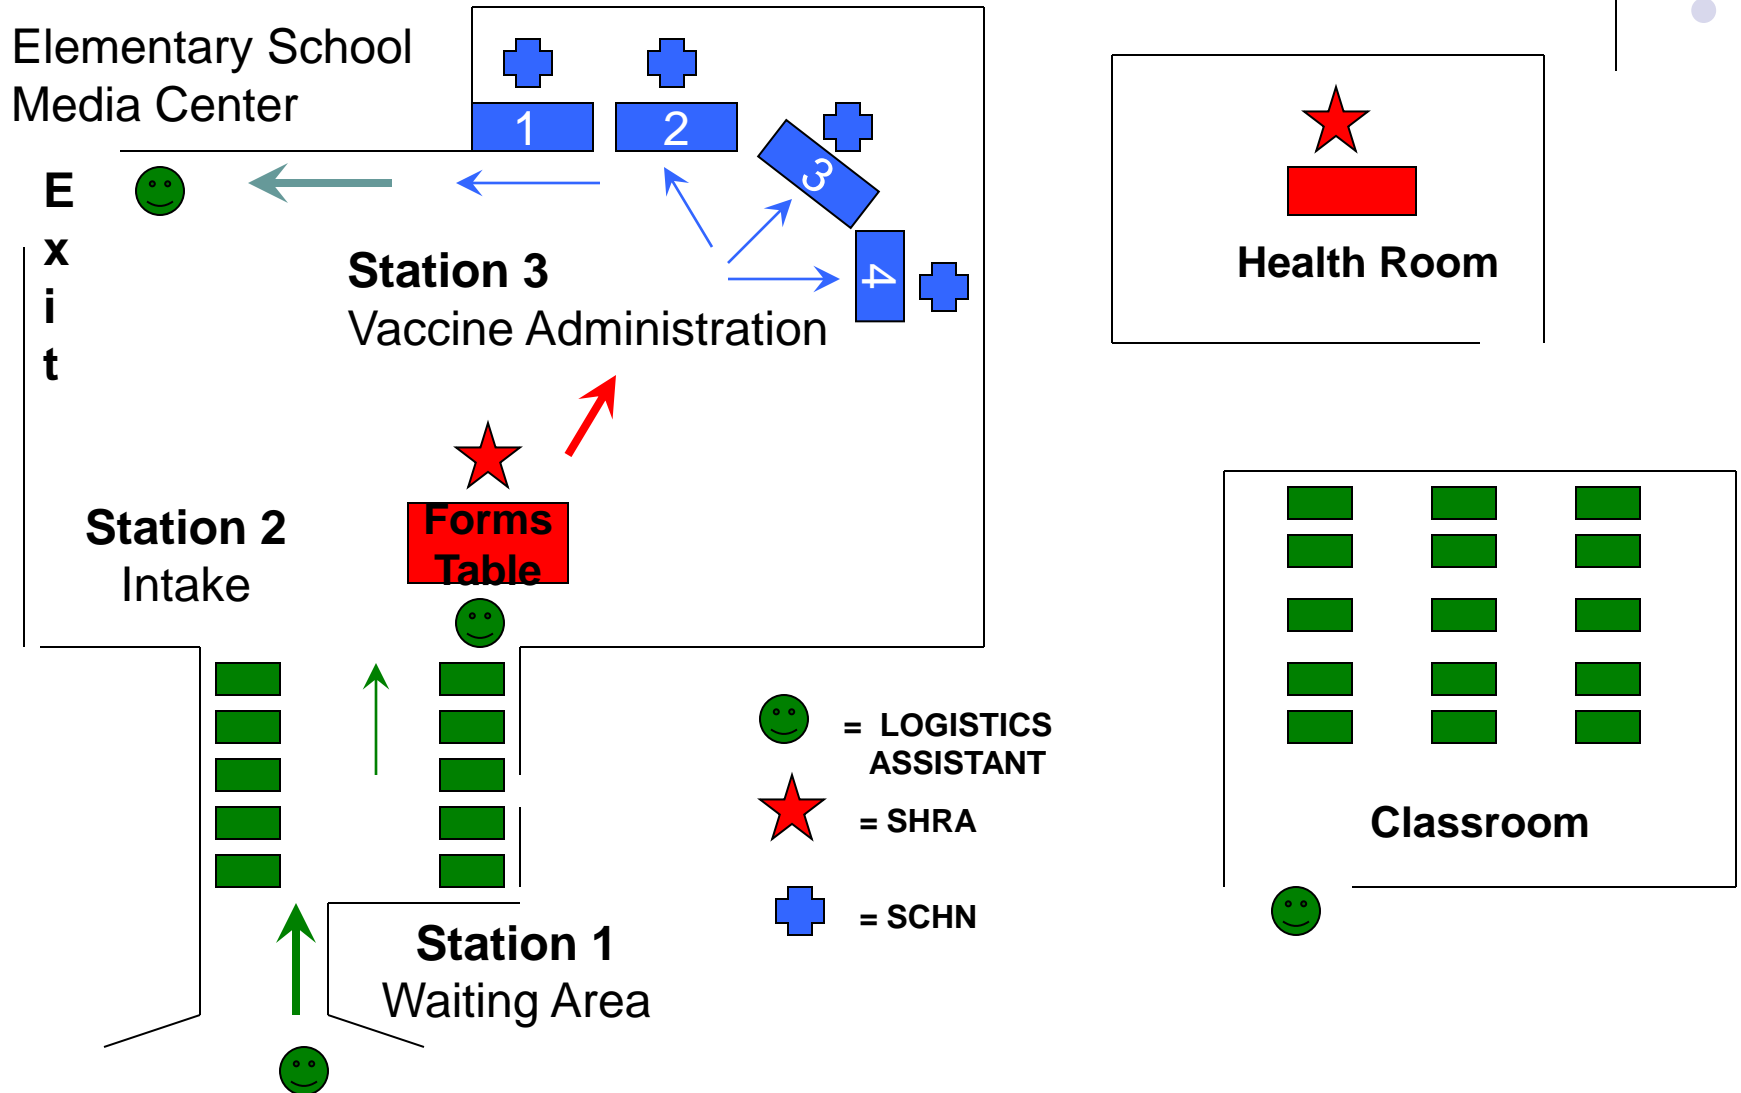 Elementary School
Media Center
1
2
3
4
E
x
i
t
Station 3
Vaccine Administration
Health Room
Station 2
Intake
Forms
Table
= LOGISTICS
ASSISTANT
= SHRA
= SCHN
Classroom
Station 1
Waiting Area